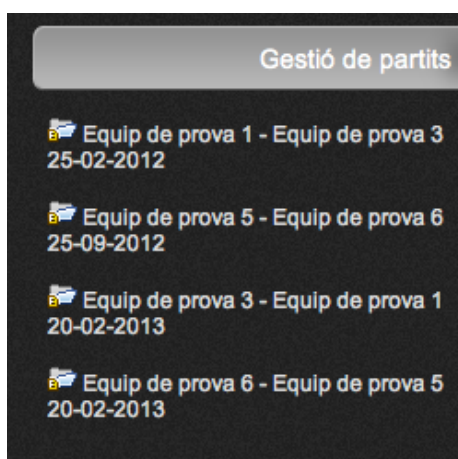 Gestió de partits
Equip de prova 1 - Equip de prova 3
25-02-2012
Equip de prova 5 - Equip de prova 6
25-09-2012
Equip de prova 3 - Equip de prova 1
20-02-2013
Equip de prova 6 - Equip de prova 5
20-02-2013